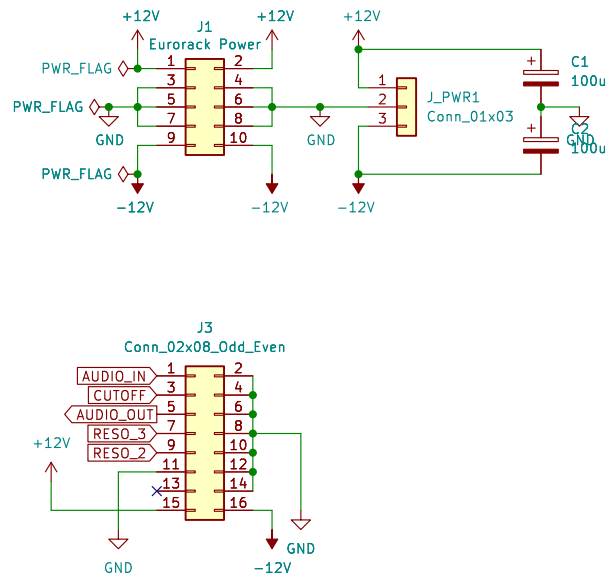 +12V
+12V
+12V
J1
Eurorack Power
PWR_FLAG
1
2
3
4
PWR_FLAG
5
6
7
8
GND
9
10
PWR_FLAG
-12V
-12V
GND
1
2
3
J_PWR1
Conn_01x03
-12V
+
C1
100u
+
C2
100u
GND
J3
Conn_02x08_Odd_Even
AUDIO_IN
1
2
CUTOFF
3
4
AUDIO_OUT
5
6
RESO_3
7
8
RESO_2
9
10
+12V
11
12
13
14
15
16
GND
-12V
GND